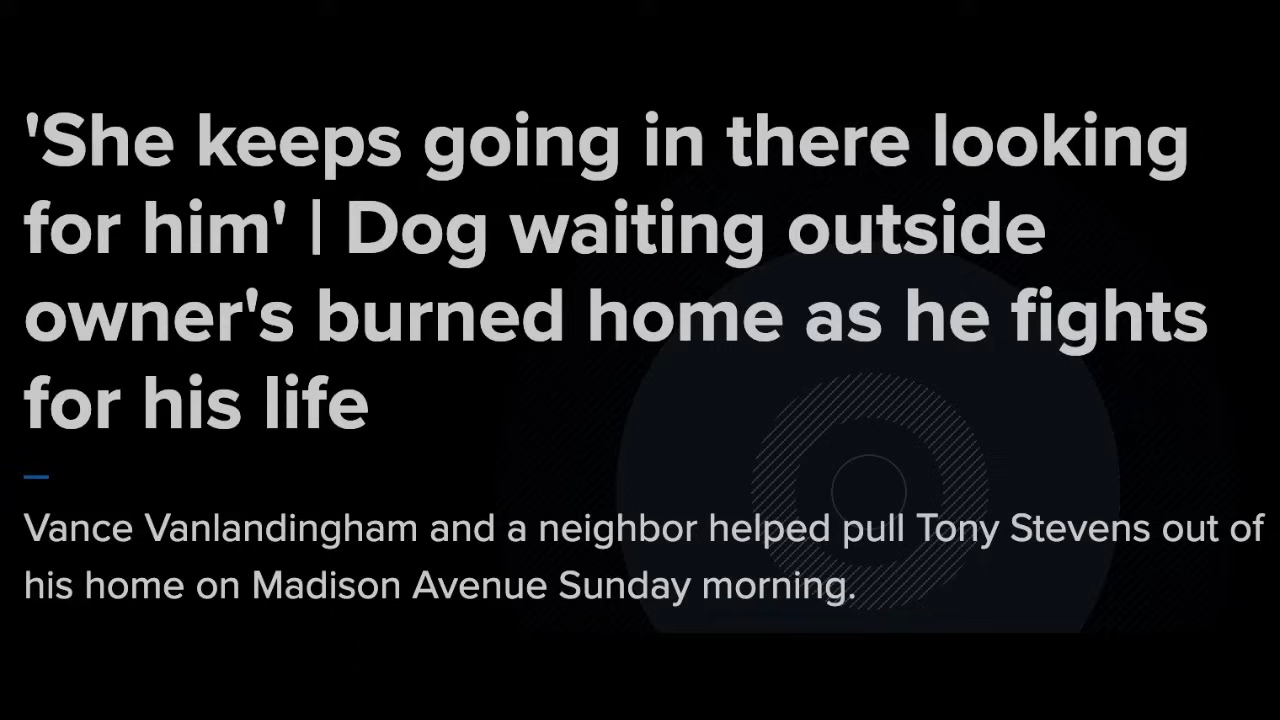 'She keeps going in there looking
for him' | Dog waiting outside
owner's burned home as he fights
for his life
Vance Vanlandingham and a neighbor helped pull Tony Stevens out of
his home on Madison Avenue Sunday morning.